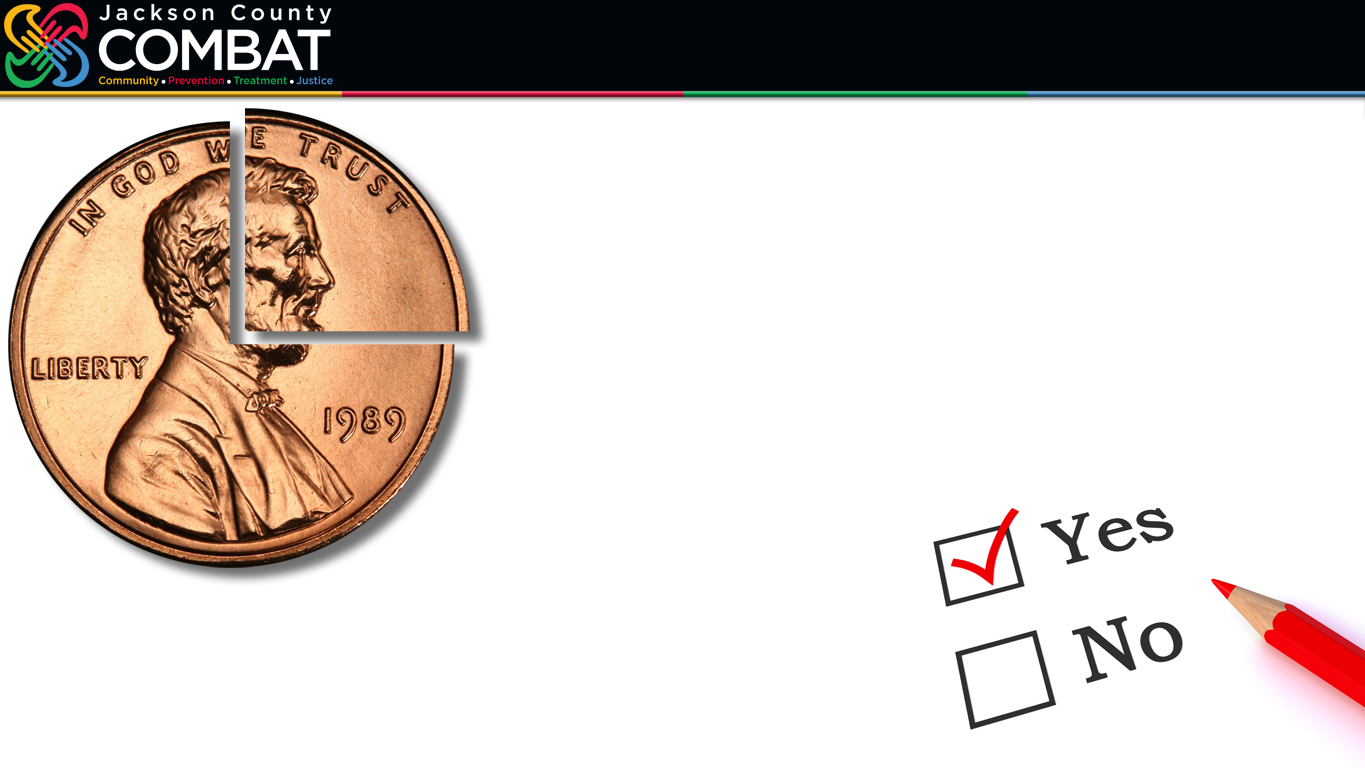 Jackson County
COMBAT
Community • Prevention • Treatment • Justice
IN GOD WE TRUST
LIBERTY
1989
Yes
No